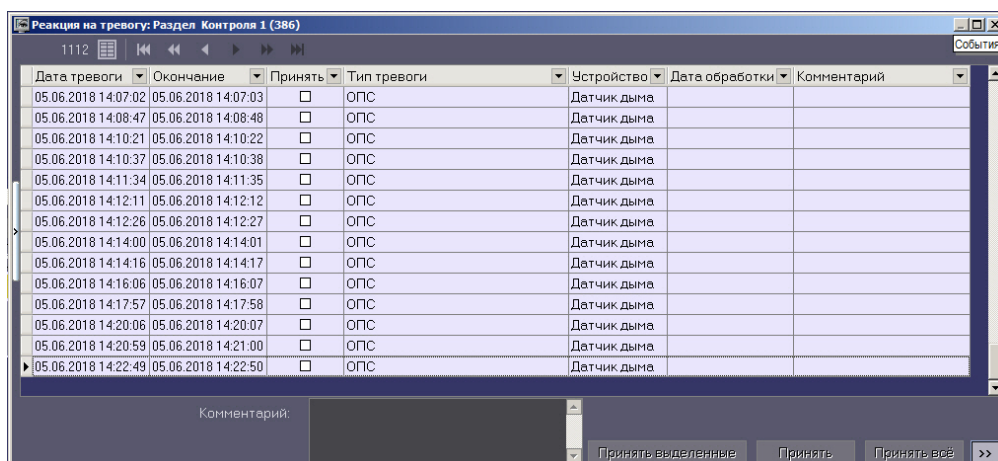 Реакция на тревогу: Раздел Контроля 1 (386)
События
1112
Дата тревоги Окончание Принять Тип тревоги Устройство Дата обработки Комментарий
05.06.2018 14:07:02 05.06.2018 14:07:03 ОПС Датчик дыма
05.06.2018 14:08:47 05.06.2018 14:08:48 ОПС Датчик дыма
05.06.2018 14:10:21 05.06.2018 14:10:22 ОПС Датчик дыма
05.06.2018 14:10:37 05.06.2018 14:10:38 ОПС Датчик дыма
05.06.2018 14:11:34 05.06.2018 14:11:35 ОПС Датчик дыма
05.06.2018 14:12:11 05.06.2018 14:12:12 ОПС Датчик дыма
05.06.2018 14:12:26 05.06.2018 14:12:27 ОПС Датчик дыма
05.06.2018 14:14:00 05.06.2018 14:14:01 ОПС Датчик дыма
05.06.2018 14:14:16 05.06.2018 14:14:17 ОПС Датчик дыма
05.06.2018 14:16:06 05.06.2018 14:16:07 ОПС Датчик дыма
05.06.2018 14:17:57 05.06.2018 14:17:58 ОПС Датчик дыма
05.06.2018 14:20:06 05.06.2018 14:20:07 ОПС Датчик дыма
05.06.2018 14:20:59 05.06.2018 14:21:00 ОПС Датчик дыма
05.06.2018 14:22:49 05.06.2018 14:22:50 ОПС Датчик дыма
Комментарий:
Принять выделенные Принять Принять всё >>